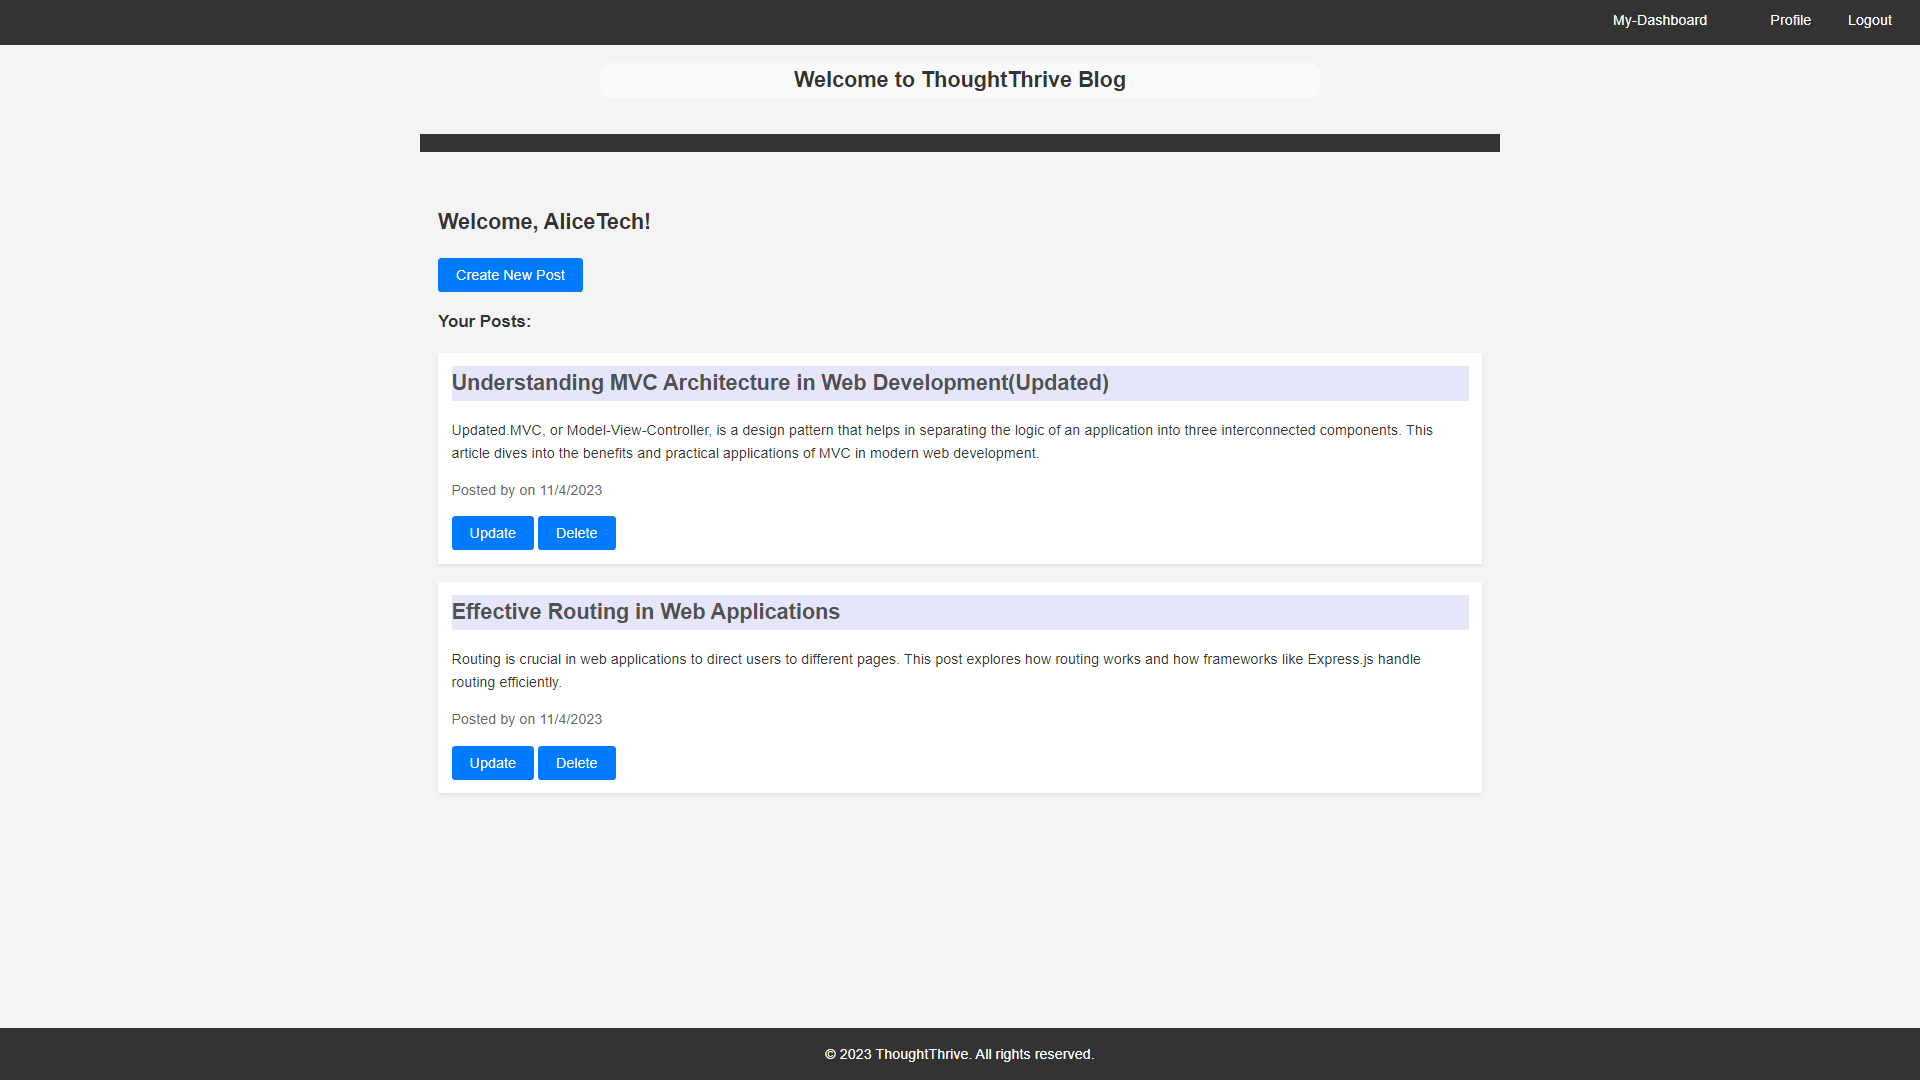 My-Dashboard Profile Logout
Welcome to ThoughtThrive Blog
Welcome, AliceTech!
Create New Post
Your Posts:
Understanding MVC Architecture in Web Development(Updated)
Updated.MVC, or Model-View-Controller, is a design pattern that helps in separating the logic of an application into three interconnected components. This
article dives into the benefits and practical applications of MVC in modern web development.
Posted by on 11/4/2023
Update Delete
Effective Routing in Web Applications
Routing is crucial in web applications to direct users to different pages. This post explores how routing works and how frameworks like Express.js handle
routing efficiently.
Posted by on 11/4/2023
Update Delete
© 2023 ThoughtThrive. All rights reserved.